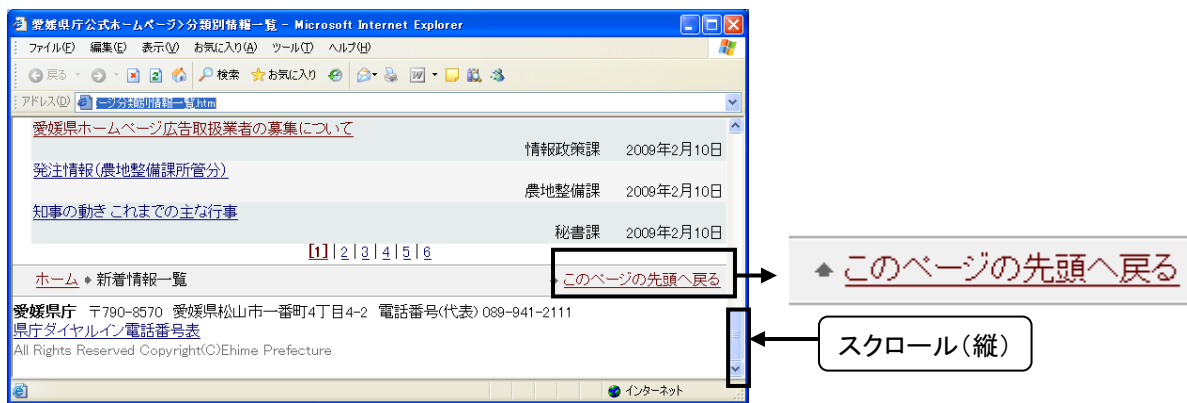 愛媛県庁公式ホームページ>分類別情報一覧 - Microsoft Internet Explorer
ファイル(F) 編集(E) 表示(V) お気に入り(A) ツール(T) ヘルプ(H)
戻る 検索 お気に入り
アドレス(D) ージ分類別情報一覧.htm
愛媛県ホームページ広告取扱業者の募集について
情報政策課 2009年2月10日
発注情報(農地整備課所管分)
農地整備課 2009年2月10日
知事の動き これまでの主な行事
秘書課 2009年2月10日
[1] | 2 | 3 | 4 | 5 | 6
ホーム 新着情報一覧 このページの先頭へ戻る
このページの先頭へ戻る
愛媛県庁 〒790-8570 愛媛県松山市一番町4丁目4-2 電話番号(代表) 089-941-2111
県庁ダイヤルイン電話番号表
スクロール(縦)
All Rights Reserved Copyright(C)Ehime Prefecture
インターネット